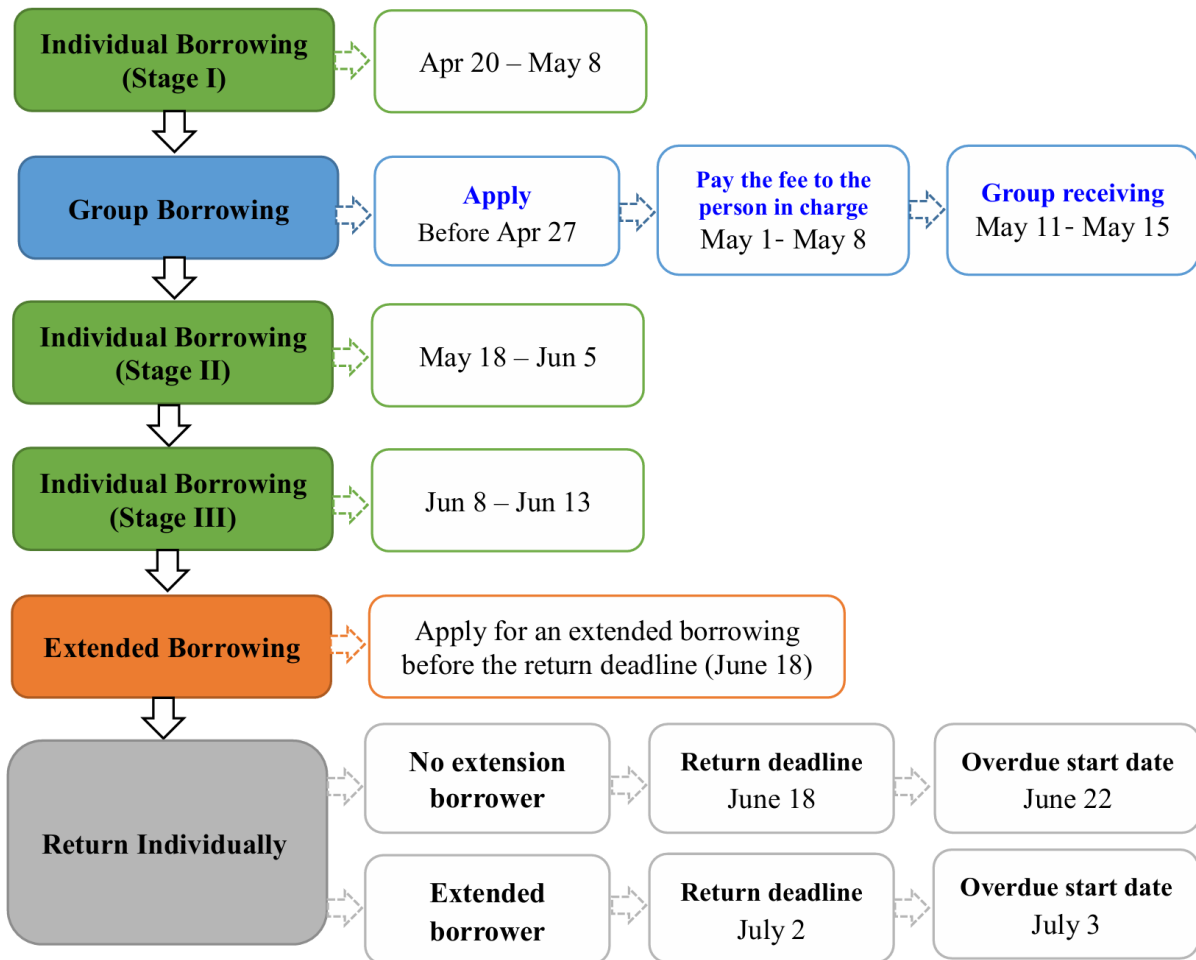 Individual Borrowing
(Stage I)
Apr 20 – May 8
Group Borrowing
Apply
Before Apr 27
Pay the fee to the
person in charge
May 1- May 8
Group receiving
May 11- May 15
Individual Borrowing
(Stage II)
May 18 – Jun 5
Individual Borrowing
(Stage III)
Jun 8 – Jun 13
Extended Borrowing
Apply for an extended borrowing
before the return deadline (June 18)
Return Individually
No extension
borrower
Return deadline
June 18
Overdue start date
June 22
Extended
borrower
Return deadline
July 2
Overdue start date
July 3